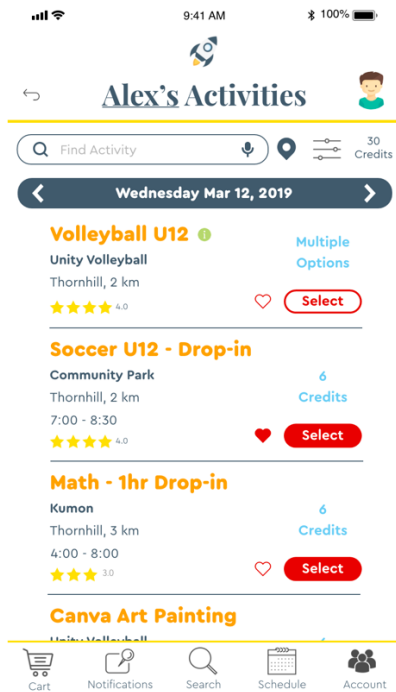 9:41 AM
100%
Alex's Activities
Find Activity
30
Credits
Wednesday Mar 12, 2019
Volleyball U12
Unity Volleyball
Thornhill, 2 km
4.0
Multiple
Options
Select
Soccer U12 - Drop-in
Community Park
Thornhill, 2 km
7:00 - 8:30
4.0
6
Credits
Select
Math - 1hr Drop-in
Kumon
Thornhill, 3 km
4:00 - 8:00
3.0
6
Credits
Select
Canva Art Painting
Unity Volleyball
Cart
Notifications
Search
Schedule
Account